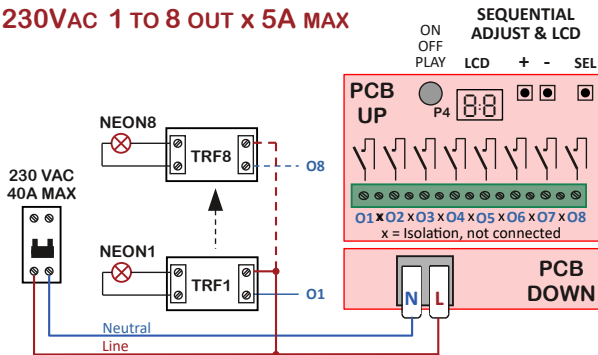 230VAC 1 TO 8 OUT x 5A MAX
SEQUENTIAL
ADJUST & LCD
ON
OFF
PLAY
LCD
+
-
SEL
PCB
UP
P4
8:8
NEON8
TRF8
O8
230 VAC
40A MAX
O1 x O2 x O3 x O4 x O5 x O6 x O7 x O8
x = Isolation, not connected
NEON1
TRF1
O1
PCB
DOWN
N
L
Neutral
Line